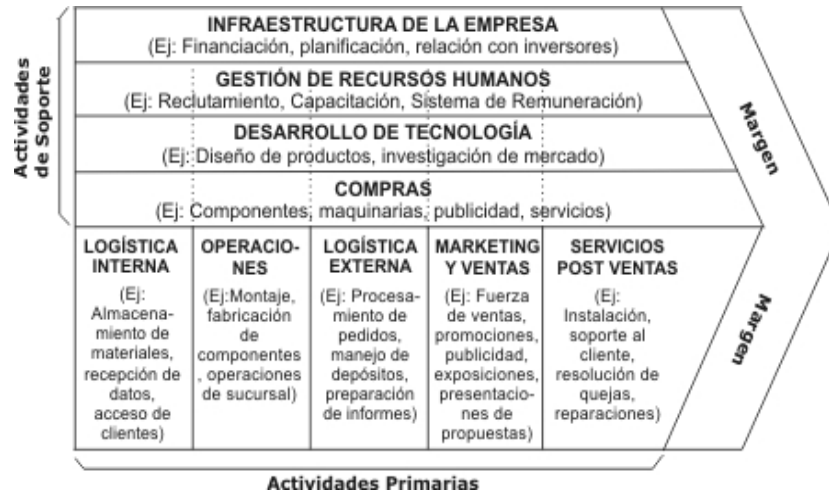 Actividades
de Soporte
INFRAESTRUCTURA DE LA EMPRESA
(Ej: Financiación, planificación, relación con inversores)
GESTIÓN DE RECURSOS HUMANOS
(Ej: Reclutamiento, Capacitación, Sistema de Remuneración)
DESARROLLO DE TECNOLOGÍA
(Ej: Diseño de productos, investigación de mercado)
COMPRAS
(Ej: Componentes, maquinarias, publicidad, servicios)
Margen
LOGÍSTICA
INTERNA
(Ej:
Almacena-
miento de
materiales,
recepción de
datos,
acceso de
clientes)
OPERACIO-
NES
(Ej:Montaje,
fabricación
de
componentes
, operaciones
de sucursal)
LOGÍSTICA
EXTERNA
(Ej: Procesa-
miento de
pedidos,
manejo de
depósitos,
preparación
de informes)
MARKETING
Y VENTAS
(Ej: Fuerza
de ventas,
promociones,
publicidad,
exposiciones,
presentacio-
nes de
propuestas)
SERVICIOS
POST VENTAS
(Ej:
Instalación,
soporte al
cliente,
resolución de
quejas,
reparaciones)
Margen
Actividades Primarias